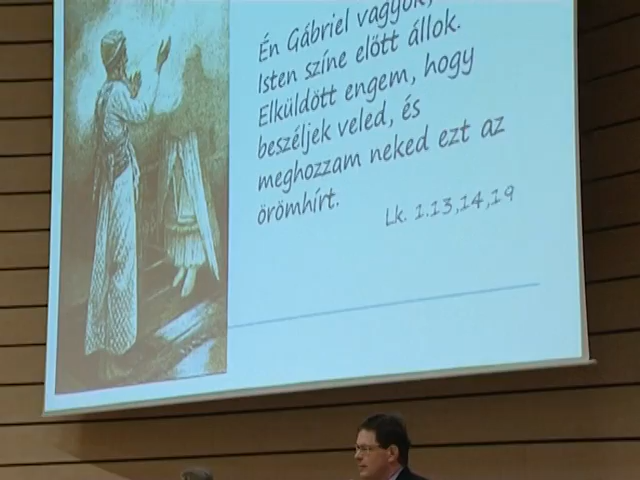 Én Gábriel vagyok,
Isten színe előtt állok.
Elküldött engem, hogy
beszéljek veled, és
meghozzam neked ezt az
örömhírt.
Lk. 1.13,14,19